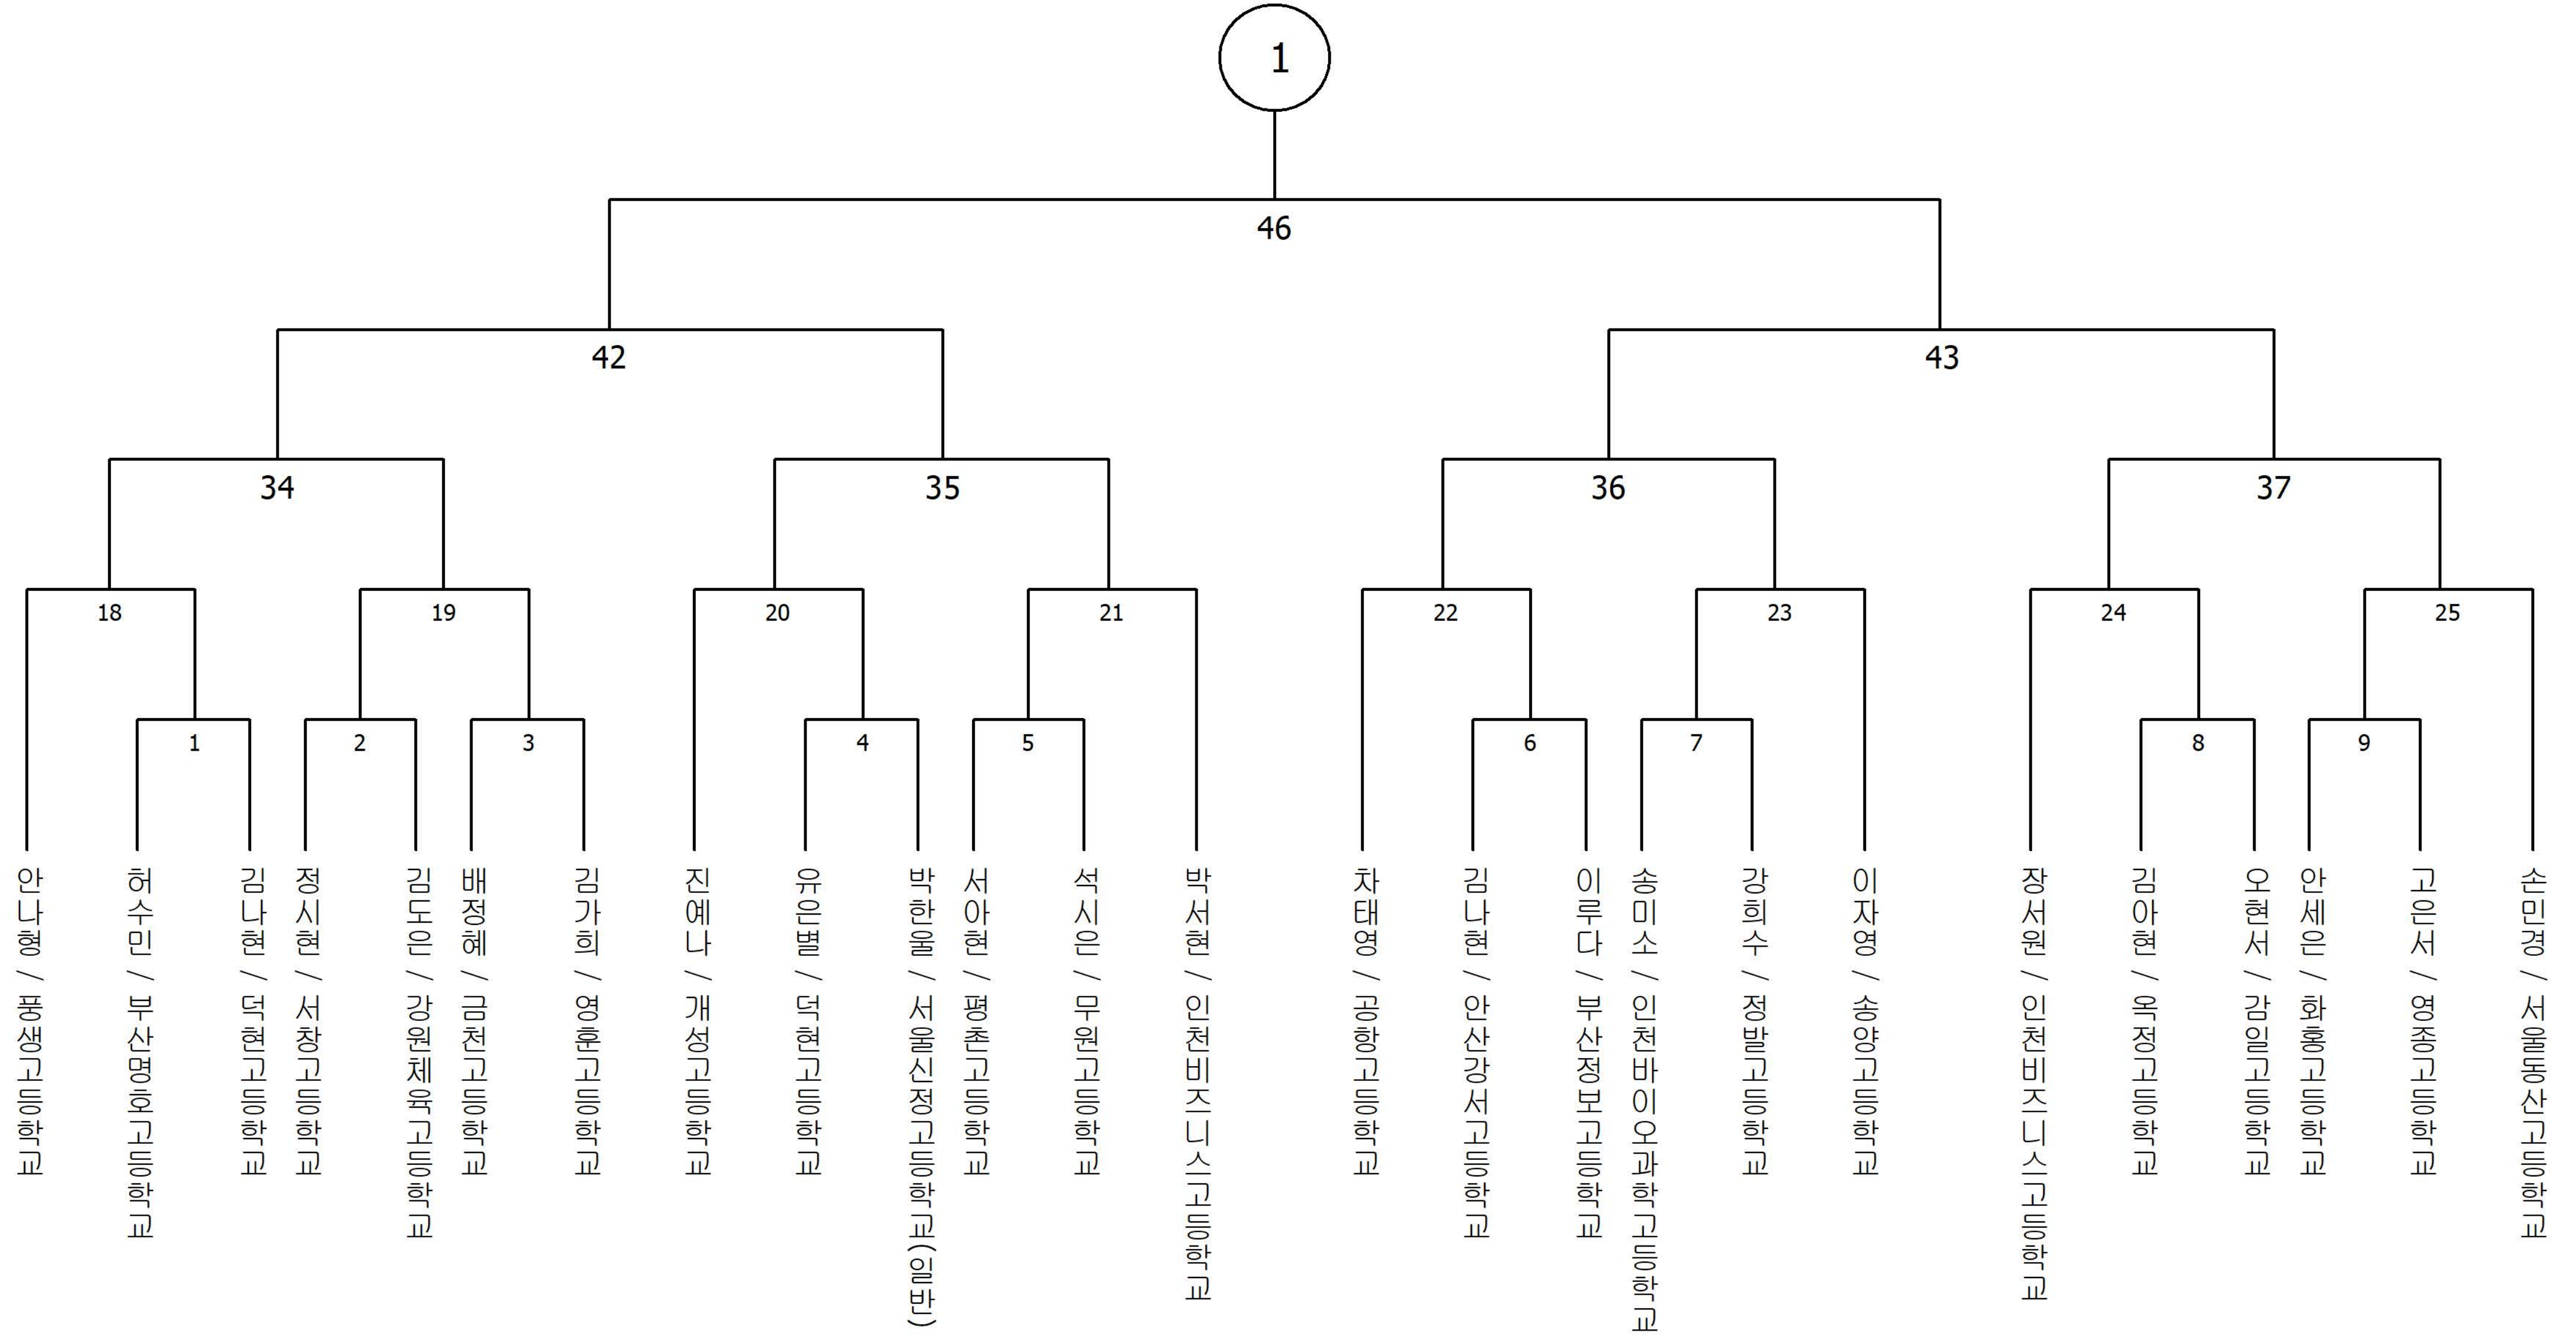 1
46
42
43
34
35
36
37
18
19
20
21
22
23
24
25
1
2
3
4
5
6
7
8
9
안나형 / 풍생고등학교
허수민 / 부산명호고등학교
김나현 / 덕현고등학교
정시현 / 서창고등학교
김도은 / 강원체육고등학교
배정혜 / 금천고등학교
김가희 / 영훈고등학교
진예나 / 개성고등학교
유은별 / 덕현고등학교
박한울 / 서울신정고등학교(일반)
서아현 / 평촌고등학교
석시은 / 무원고등학교
박서현 / 인천비즈니스고등학교
차태영 / 공항고등학교
김나현 / 안산강서고등학교
이루다 / 부산정보고등학교
송미소 / 인천바이오과학고등학교
강희수 / 정발고등학교
이자영 / 송양고등학교
장서원 / 인천비즈니스고등학교
김아현 / 옥정고등학교
오현서 / 감일고등학교
안세은 / 화홍고등학교
고은서 / 영종고등학교
손민경 / 서울동산고등학교